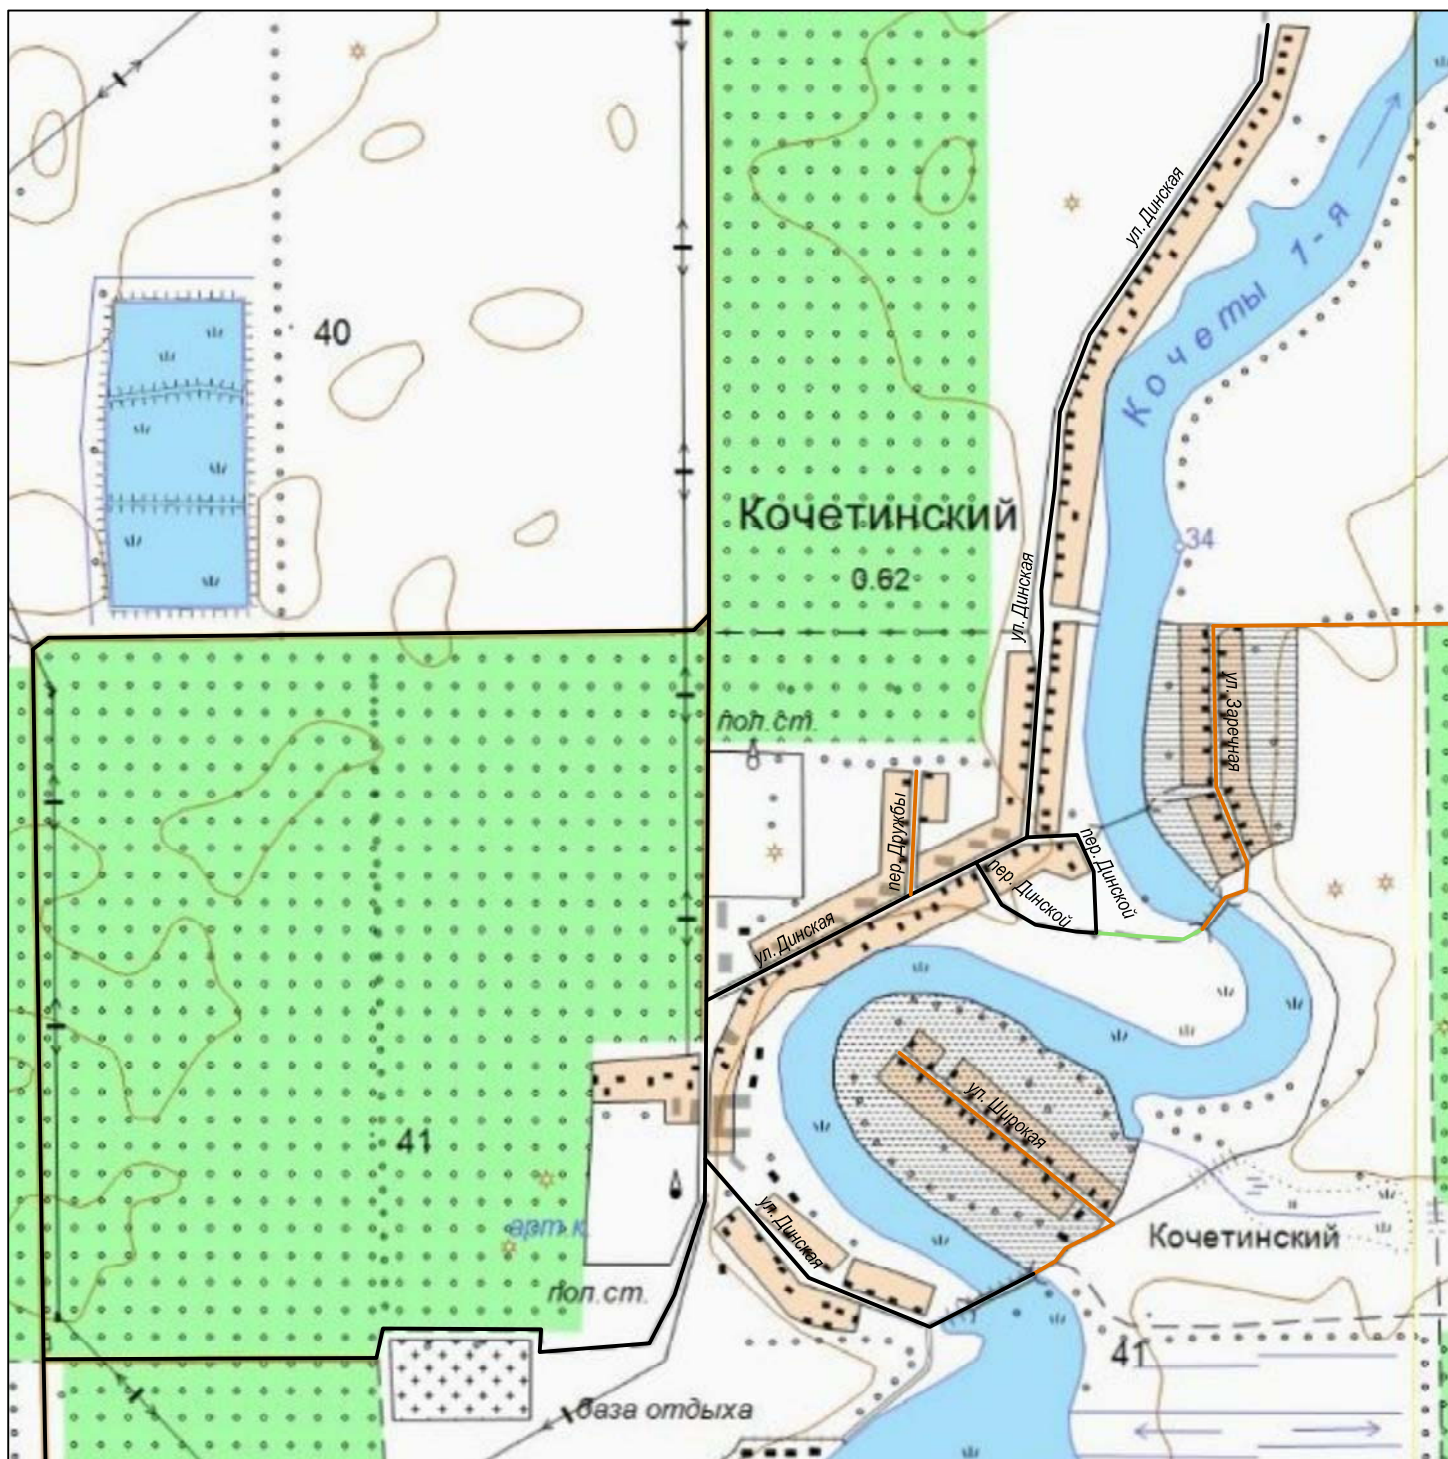 ул. Динская
Кочеты 1-я
40
Кочетинский
0.62
34
ул. Динская
ул. Заречная
пол.ст.
пер. Дружбы
пер. Динской
пер. Динской
ул. Динская
ул. Широкая
41
арт.к.
ул. Динская
Кочетинский
пол.ст.
41
база отдыха